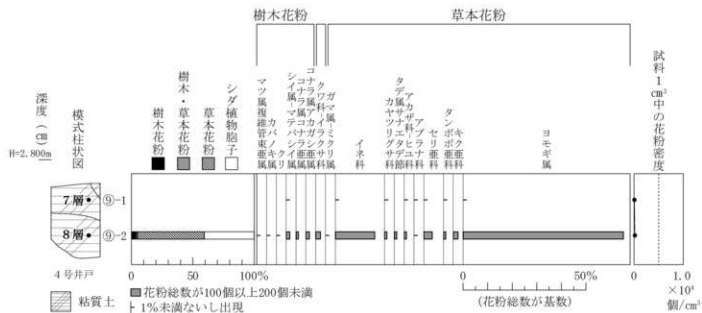 樹木花粉
草本花粉
深度(㎝)
H=2.800m
模式柱状図
樹木花粉
樹木・草本花粉
草本花粉
シダ植物胞子
マツ属複維管束亜属
カバノキ属
クリ
シイ属-マテバシイ属
コナラ属コナラ亜属
コナラ属アカガシ亜属
クワ科-イラクサ科
ガマ属-ミクリ属
イネ科
カヤツリグサ科
タデ属サナエタデ節
アカザ科-ヒユ科
アブラナ科
セリ亜科
タンポポ亜科
キク亜科
ヨモギ属
試料1cm³中の花粉密度
7層 ⑨-1
8層 ⑨-2
4号井戸
0 50 100%
0 50%
(花粉総数が基数)
0 1.0
×10⁴
個/cm³
粘質土
花粉総数が100個以上200個未満
1%未満ないし出現